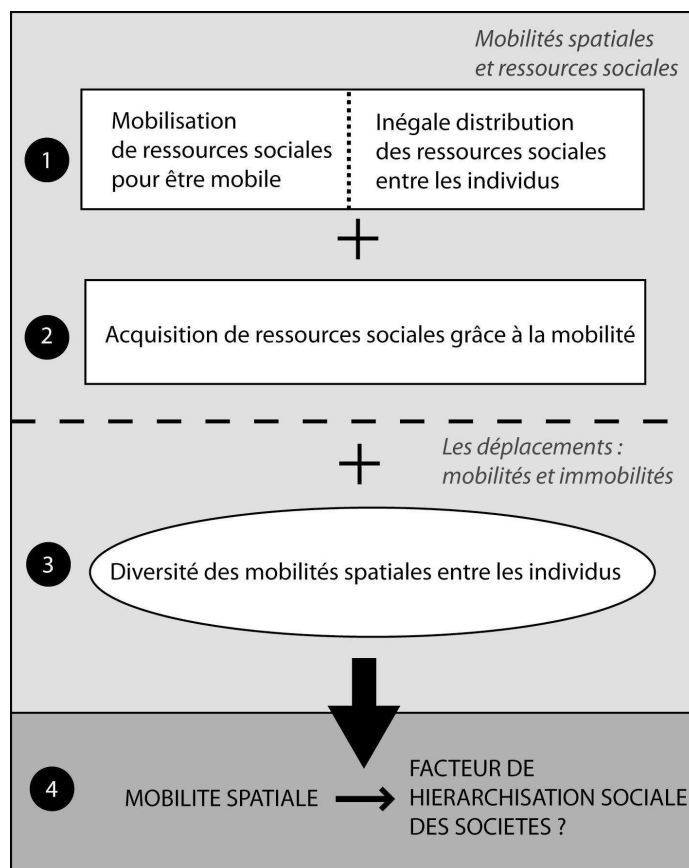 Mobilités spatiales
et ressources sociales
1
Mobilisation
de ressources sociales
pour être mobile
Inégale distribution
des ressources sociales
entre les individus
+
2
Acquisition de ressources sociales grâce à la mobilité
+
Les déplacements :
mobilités et immobilités
3
Diversité des mobilités spatiales entre les individus
4
MOBILITE SPATIALE
FACTEUR DE
HIERARCHISATION SOCIALE
DES SOCIETES ?